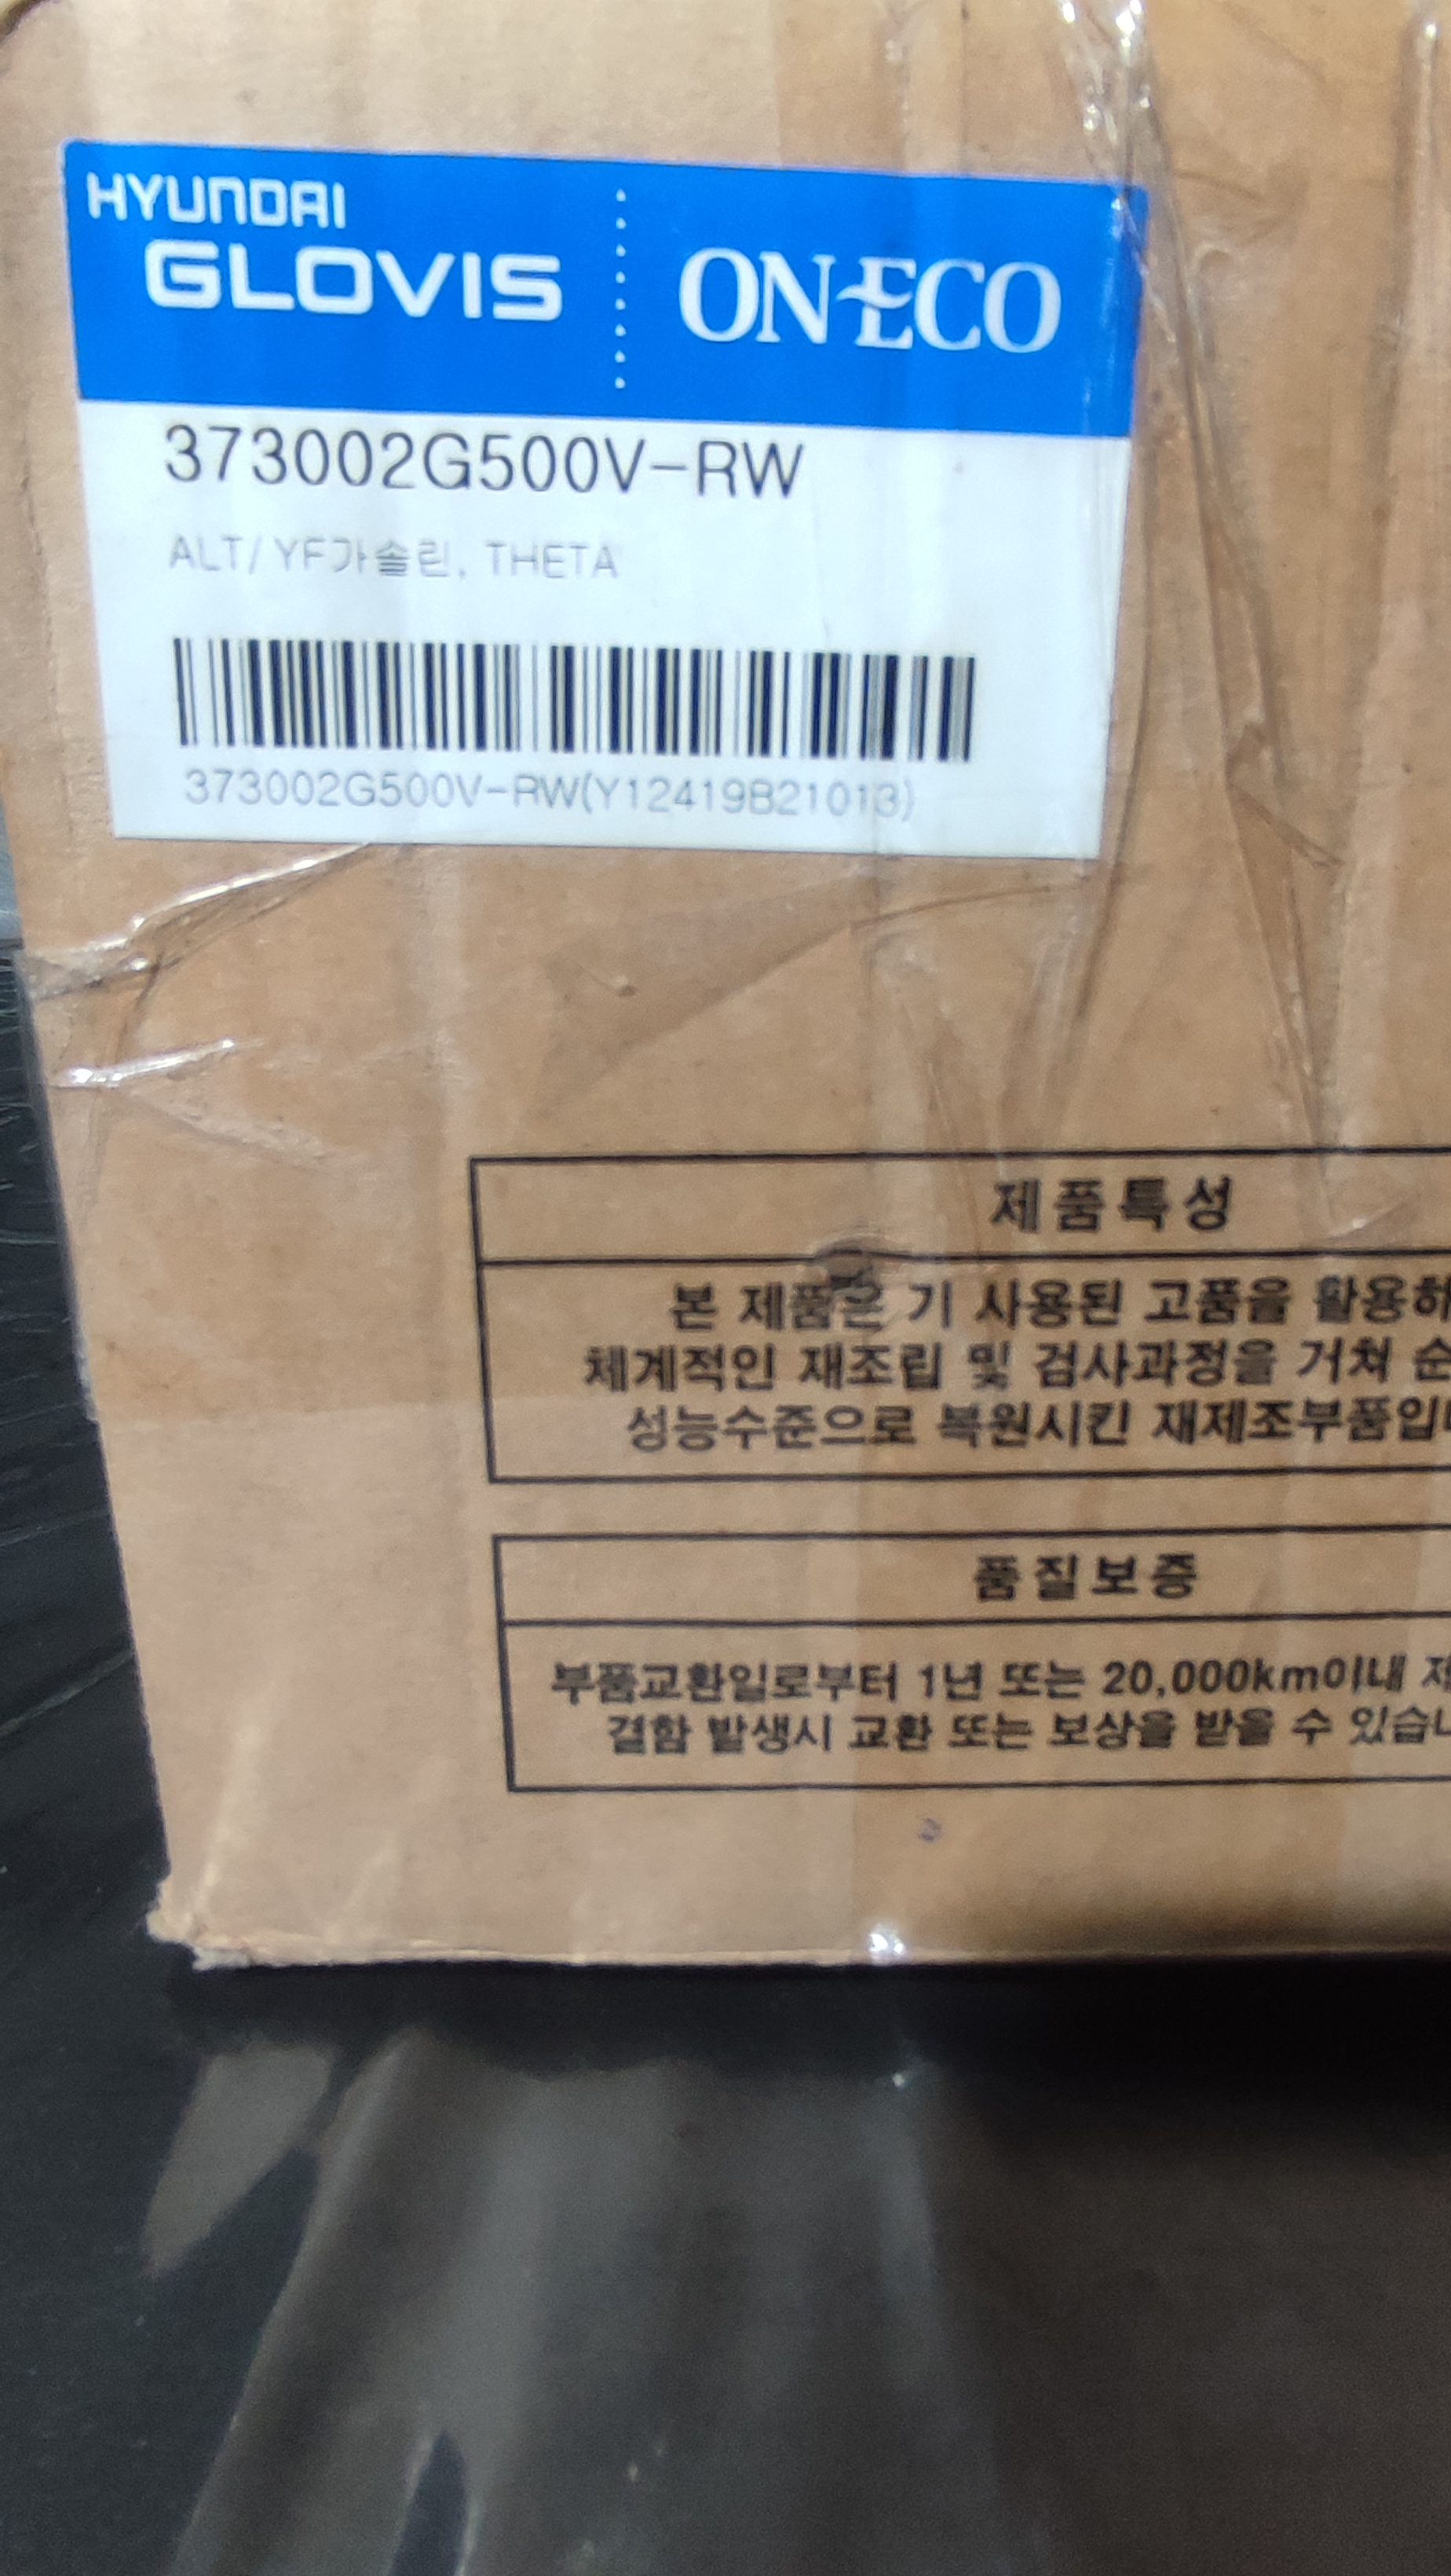 HYUNDAI
GLOVIS
ONECO
373002G500V-RW
ALT/YF가솔린, THETA
373002G500V-RW(Y12419B21013)
제품특성
본 제품은 기 사용된 고품을 활용하
체계적인 재조립 및 검사과정을 거쳐 순
성능수준으로 복원시킨 재제조부품입
품질보증
부품교환일로부터 1년 또는 20,000km이내
결함 발생시 교환 또는 보상을 받을 수 있습